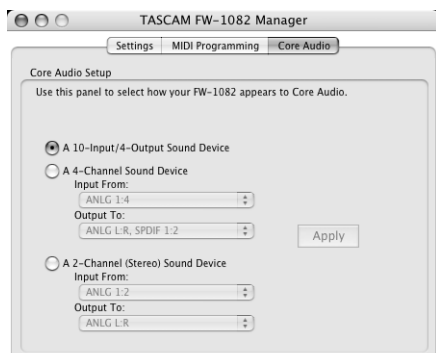 TASCAM FW-1082 Manager
Settings MIDI Programming Core Audio
Core Audio Setup
Use this panel to select how your FW-1082 appears to Core Audio.
A 10-Input/4-Output Sound Device
A 4-Channel Sound Device
Input From:
ANLG 1:4
Output To:
ANLG L:R, SPDIF 1:2
Apply
A 2-Channel (Stereo) Sound Device
Input From:
ANLG 1:2
Output To:
ANLG L:R